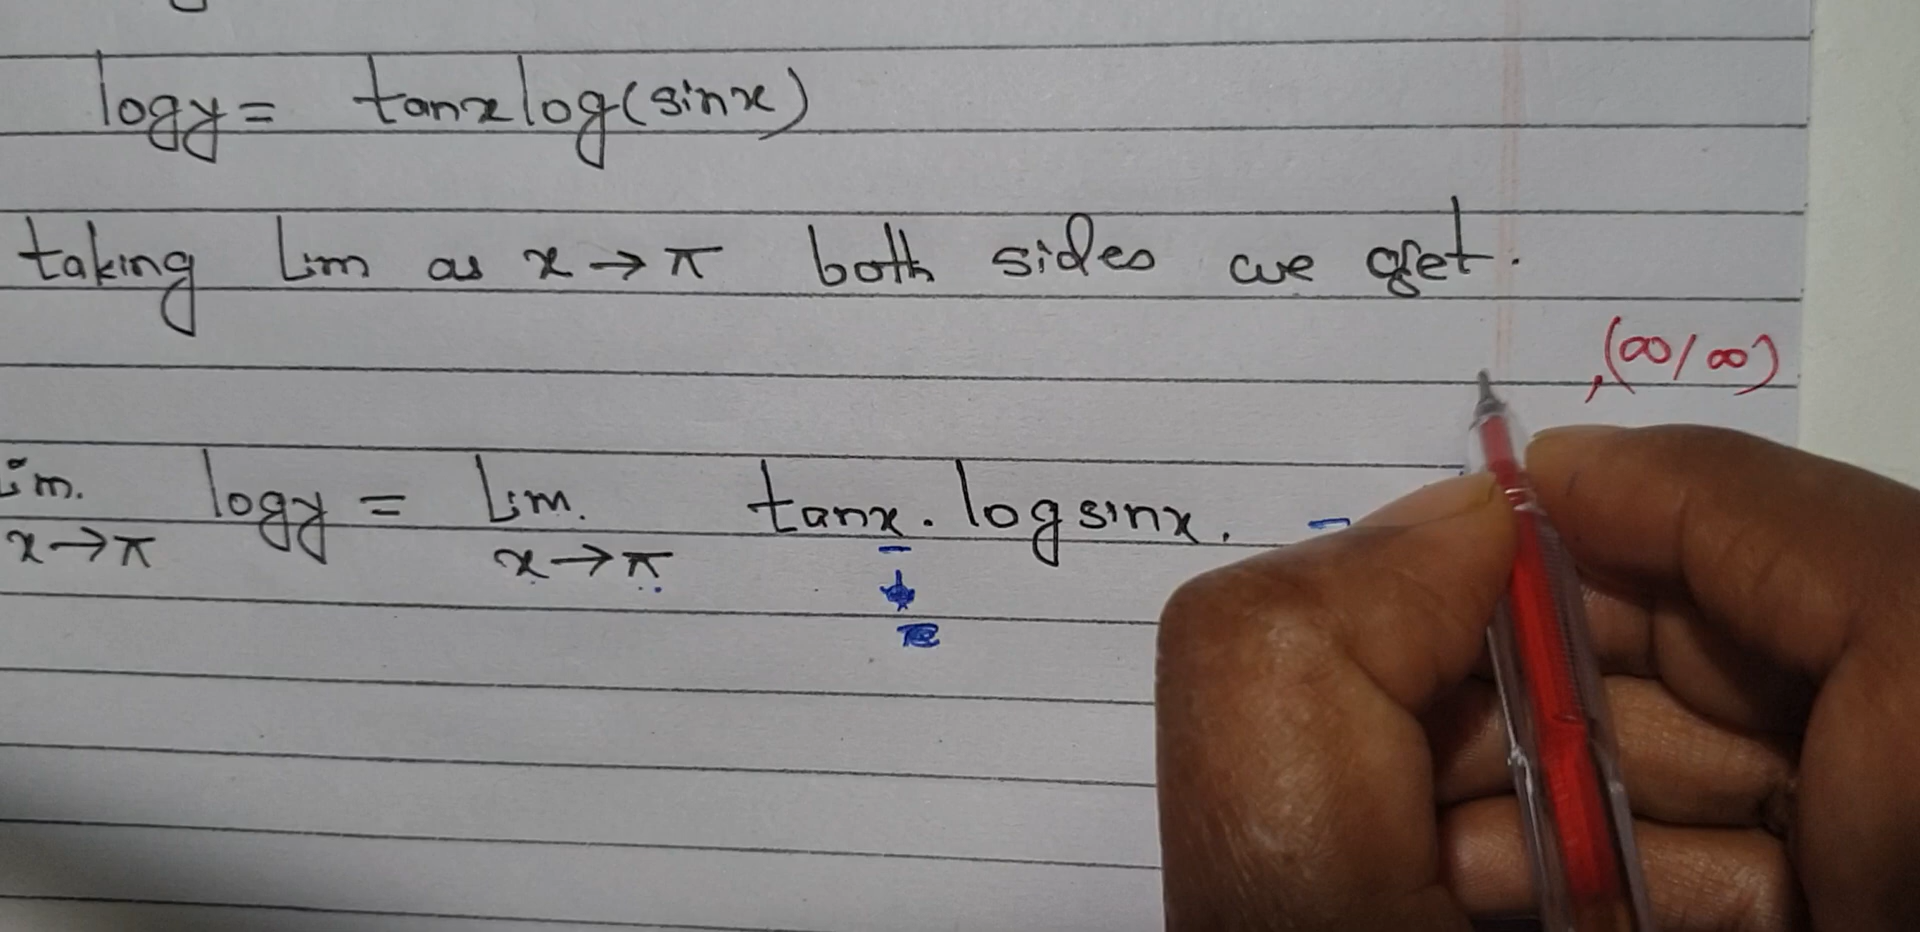 logy = tanx log(sinx)
taking Lim as x → π both sides we get.
,(∞/∞)
Lim. logy = Lim. tanx . log sinx.
x→π x→π